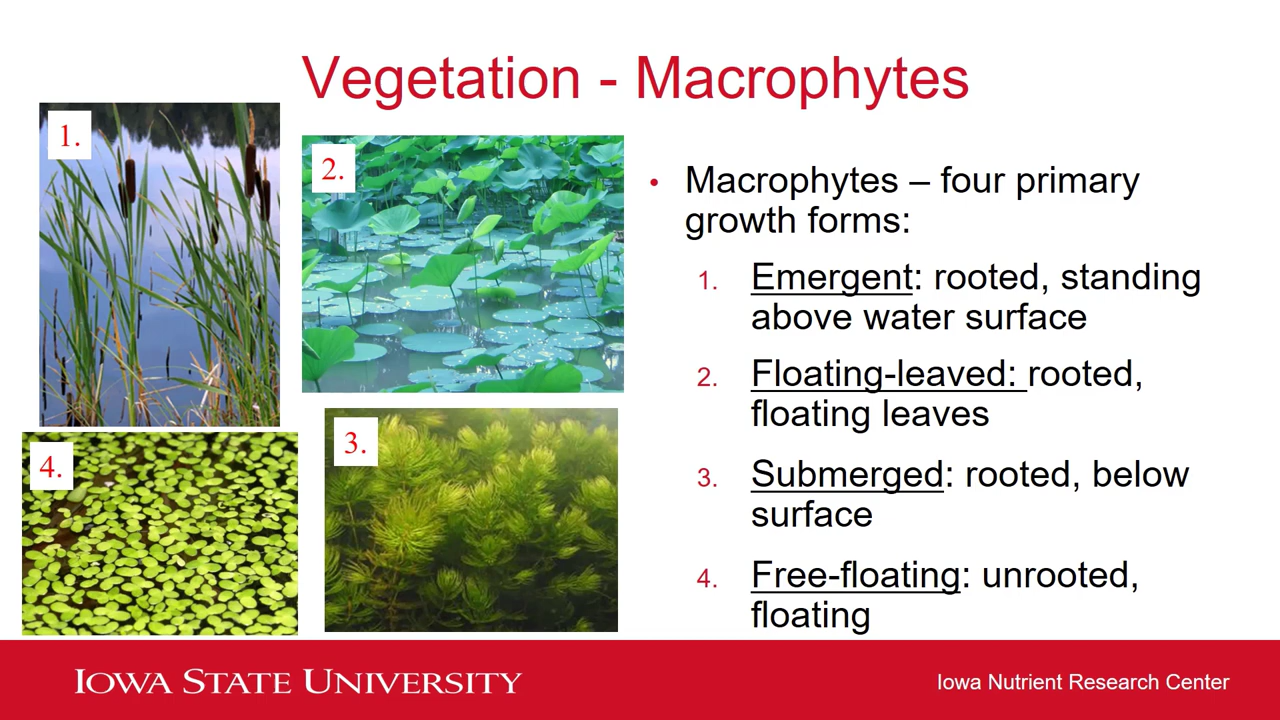 Vegetation - Macrophytes
1.
2.
3.
4.
• Macrophytes – four primary
growth forms:
1. Emergent: rooted, standing
above water surface
2. Floating-leaved: rooted,
floating leaves
3. Submerged: rooted, below
surface
4. Free-floating: unrooted,
floating
IOWA STATE UNIVERSITY
Iowa Nutrient Research Center